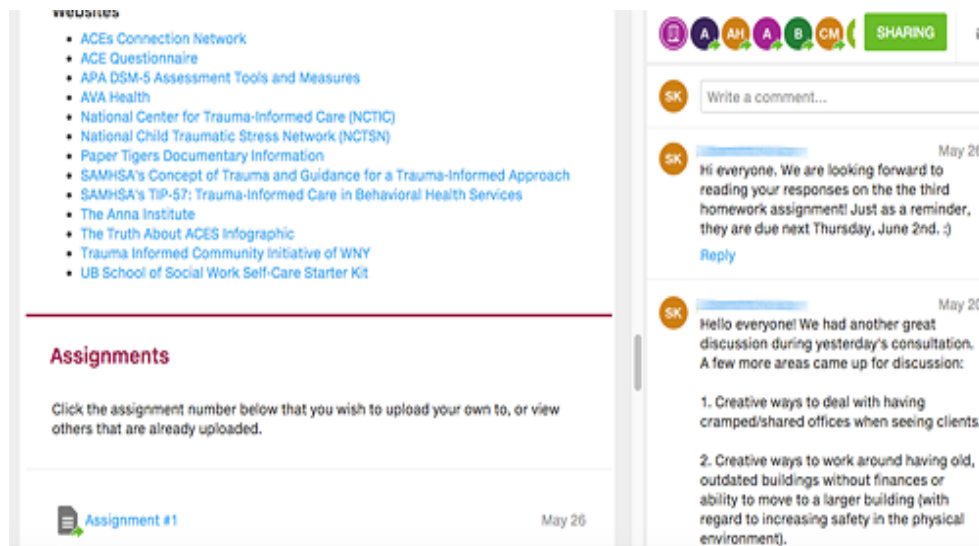 Websites
ACEs Connection Network
ACE Questionnaire
APA DSM-5 Assessment Tools and Measures
AVA Health
National Center for Trauma-Informed Care (NCTIC)
National Child Traumatic Stress Network (NCTSN)
Paper Tigers Documentary Information
SAMHSA's Concept of Trauma and Guidance for a Trauma-Informed Approach
SAMHSA's TIP-57: Trauma-Informed Care in Behavioral Health Services
The Anna Institute
The Truth About ACES Infographic
Trauma Informed Community Initiative of WNY
UB School of Social Work Self-Care Starter Kit
Assignments
Click the assignment number below that you wish to upload your own to, or view
others that are already uploaded.
Assignment #1 May 26
A AH A B CM SHARING
SK Write a comment...
SK May 26
Hi everyone. We are looking forward to
reading your responses on the the third
homework assignment! Just as a reminder,
they are due next Thursday, June 2nd. :)
Reply
SK May 20
Hello everyone! We had another great
discussion during yesterday's consultation.
A few more areas came up for discussion:
1. Creative ways to deal with having
cramped/shared offices when seeing clients
2. Creative ways to work around having old,
outdated buildings without finances or
ability to move to a larger building (with
regard to increasing safety in the physical
environment).